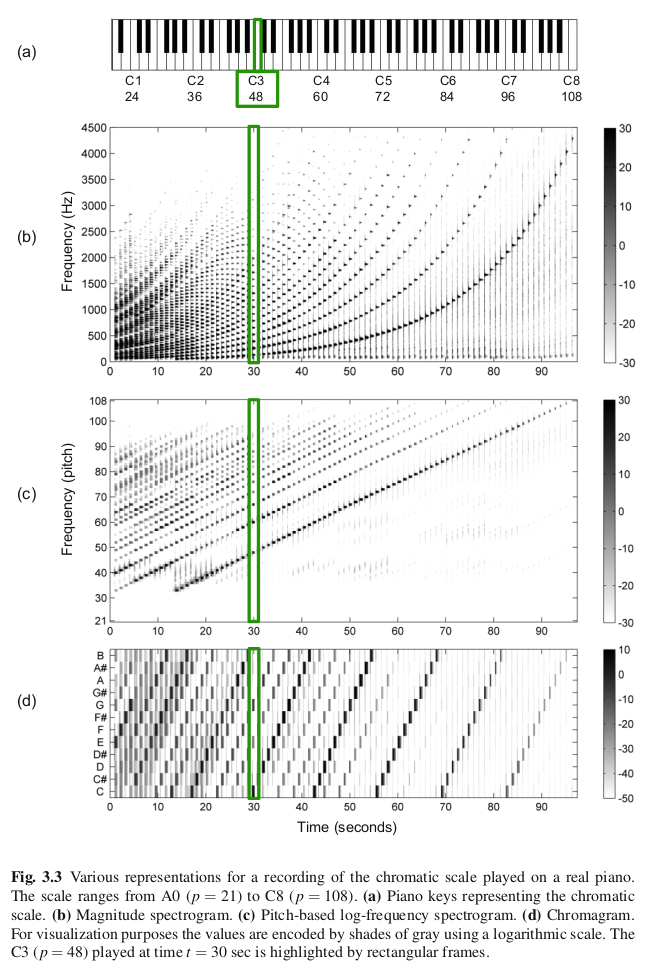 (a)
C1 C2 C3 C4 C5 C6 C7 C8
24 36 48 60 72 84 96 108
(b)
Frequency (Hz)
4500
4000
3500
3000
2500
2000
1500
1000
500
0
0 10 20 30 40 50 60 70 80 90
30
20
10
0
-10
-20
-30
(c)
Frequency (pitch)
108
100
90
80
70
60
50
40
30
21
0 10 20 30 40 50 60 70 80 90
30
20
10
0
-10
-20
-30
(d)
B
A#
A
G#
G
F#
F
E
D#
D
C#
C
0 10 20 30 40 50 60 70 80 90
10
0
-10
-20
-30
-40
-50
Time (seconds)
Fig. 3.3 Various representations for a recording of the chromatic scale played on a real piano.
The scale ranges from A0 (p = 21) to C8 (p = 108). (a) Piano keys representing the chromatic
scale. (b) Magnitude spectrogram. (c) Pitch-based log-frequency spectrogram. (d) Chromagram.
For visualization purposes the values are encoded by shades of gray using a logarithmic scale. The
C3 (p = 48) played at time t = 30 sec is highlighted by rectangular frames.